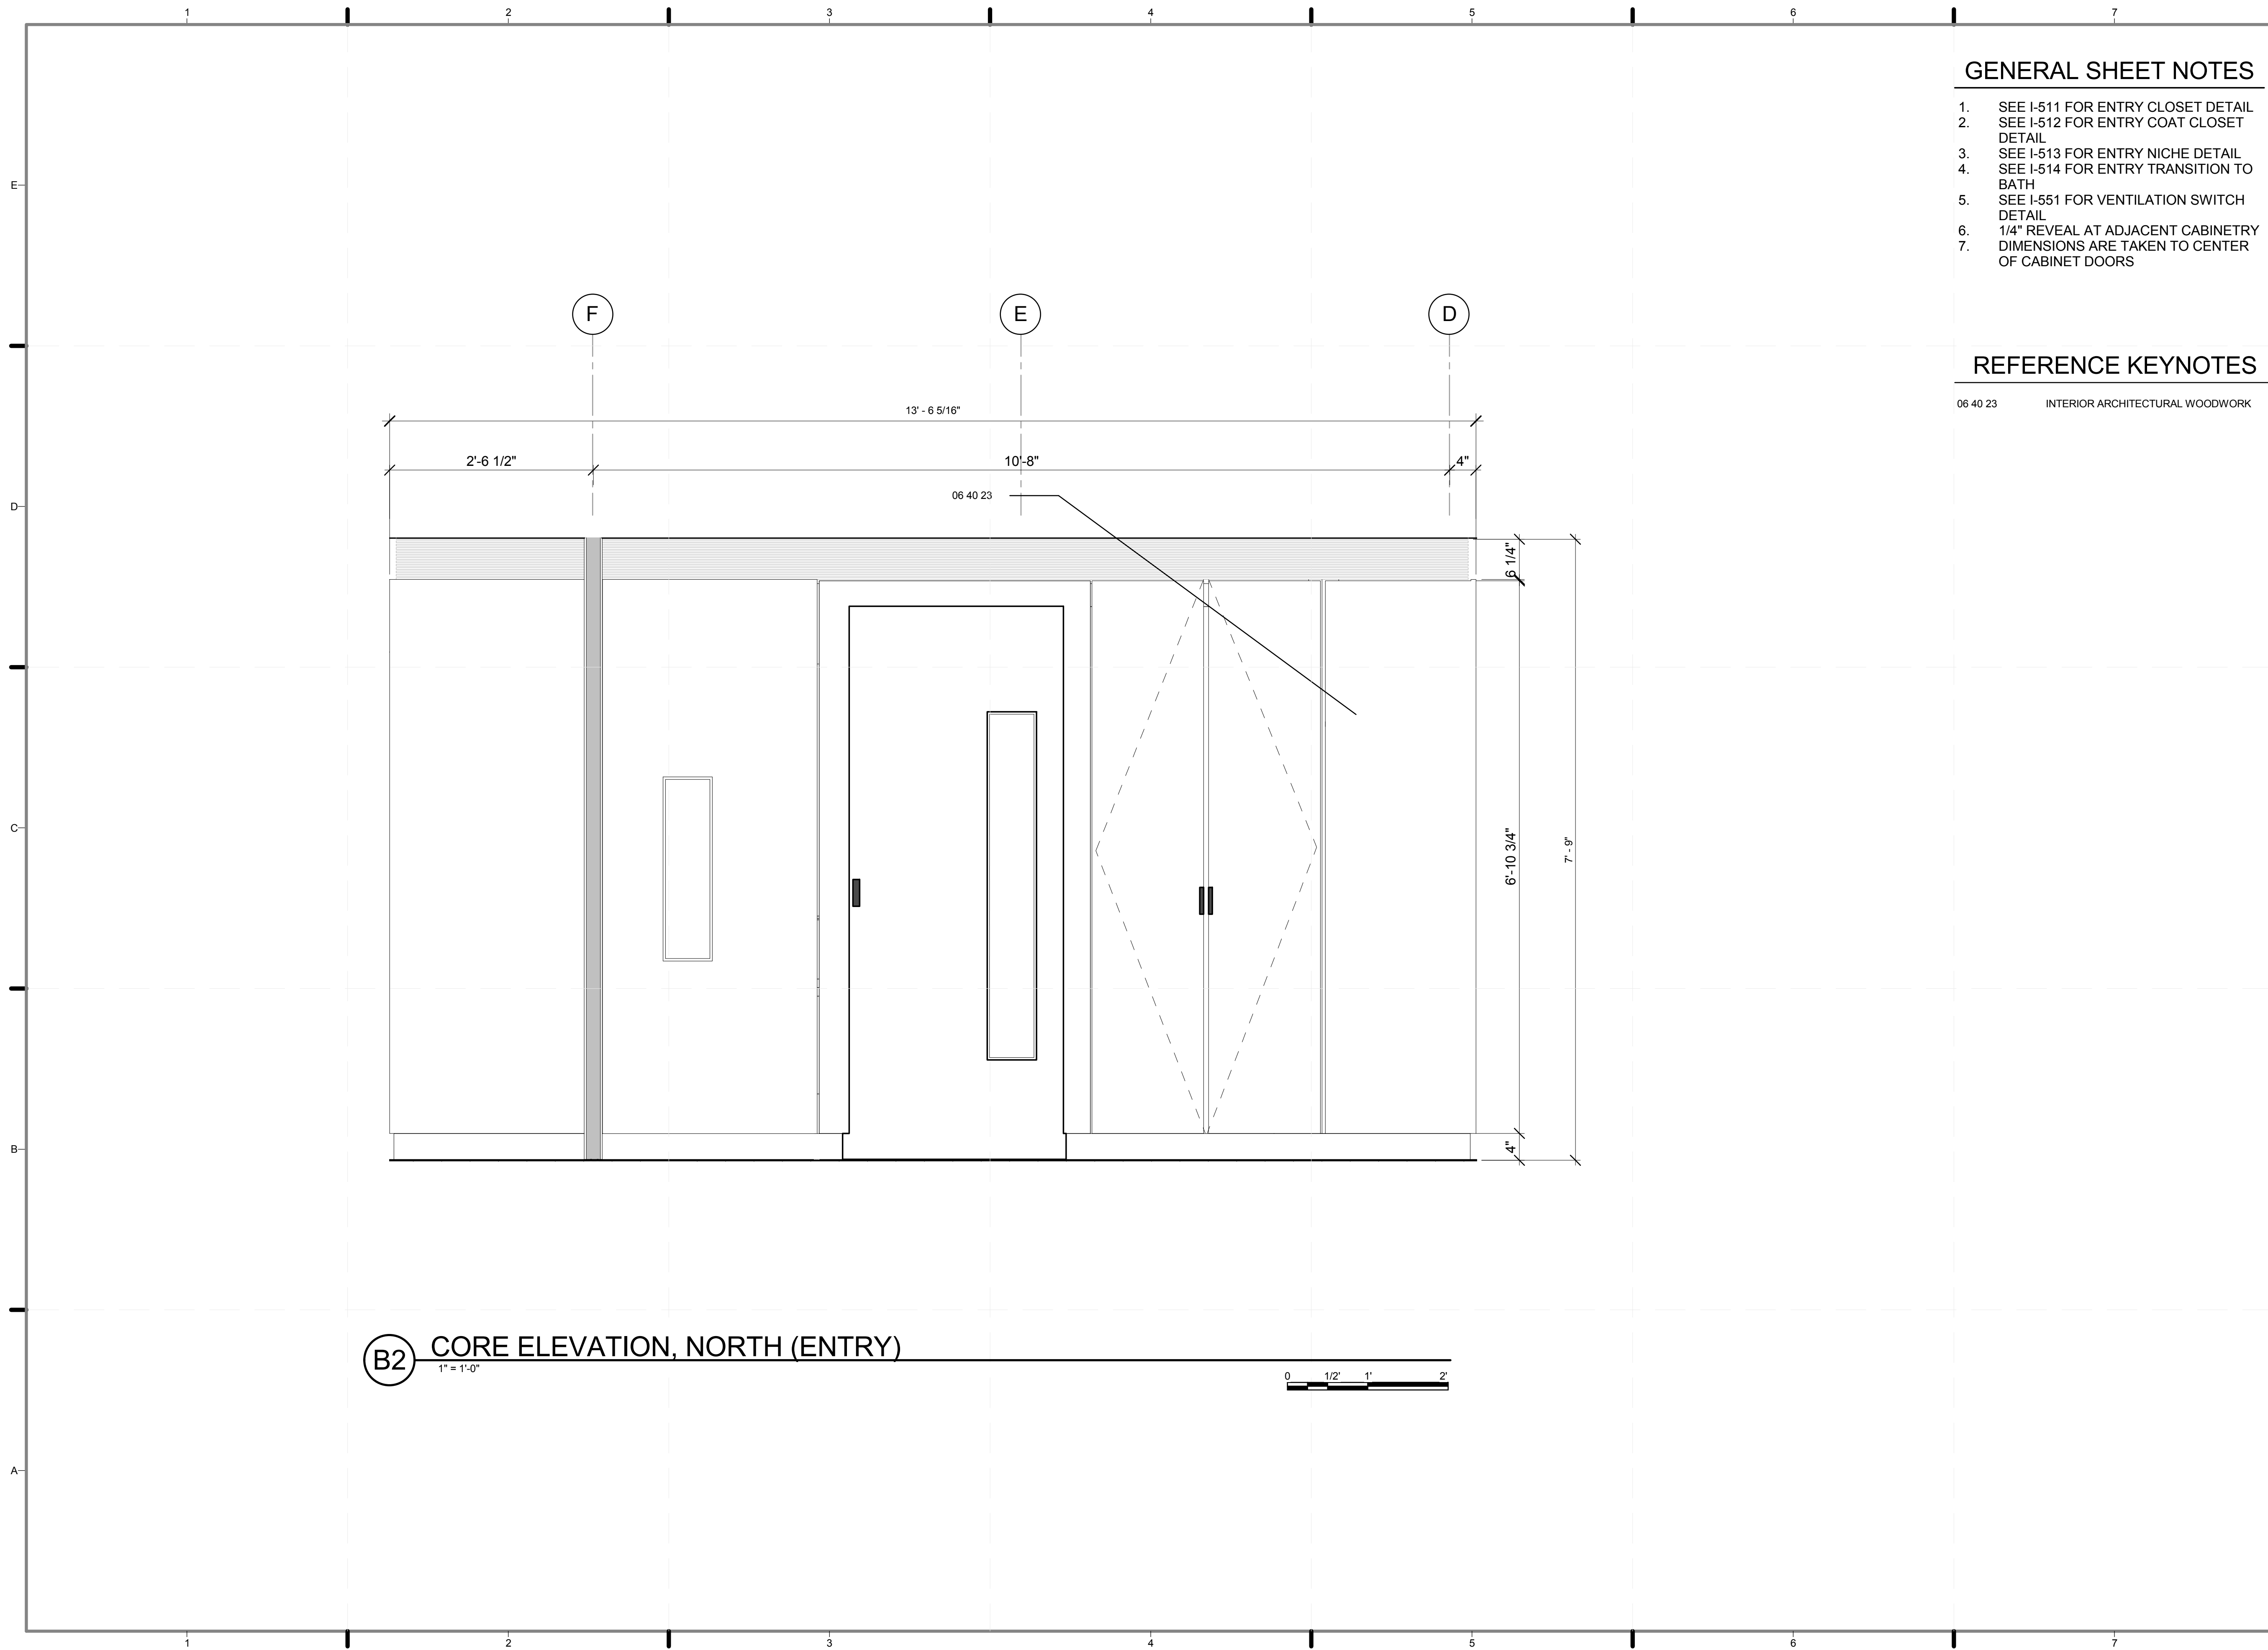 1 2 3 4 5 6 7
GENERAL SHEET NOTES
1. SEE I-511 FOR ENTRY CLOSET DETAIL
2. SEE I-512 FOR ENTRY COAT CLOSET
DETAIL
3. SEE I-513 FOR ENTRY NICHE DETAIL
4. SEE I-514 FOR ENTRY TRANSITION TO
BATH
5. SEE I-551 FOR VENTILATION SWITCH
DETAIL
6. 1/4" REVEAL AT ADJACENT CABINETRY
7. DIMENSIONS ARE TAKEN TO CENTER
OF CABINET DOORS
E
F E D
REFERENCE KEYNOTES
06 40 23 INTERIOR ARCHITECTURAL WOODWORK
13' - 6 5/16"
2'-6 1/2" 10'-8" 4"
06 40 23
D
6 1/4"
C
6'-10 3/4"
7' - 9"
B
4"
B2 CORE ELEVATION, NORTH (ENTRY)
1" = 1'-0"
0 1/2' 1' 2'
A
1 2 3 4 5 6 7